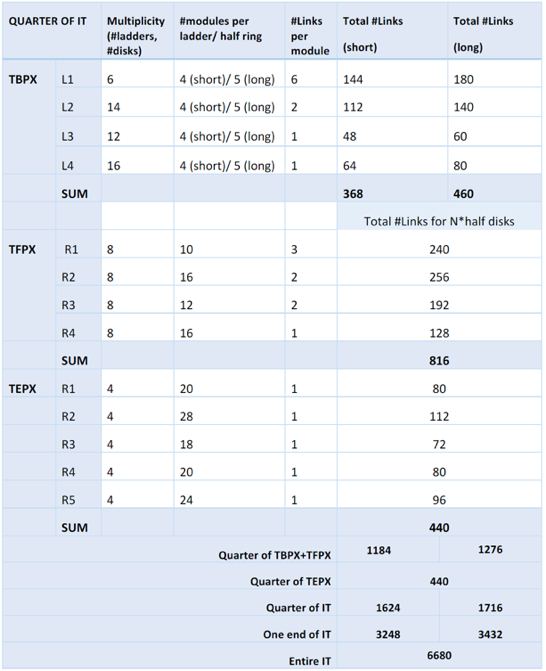 QUARTER OF IT Multiplicity (#ladders, #disks) #modules per ladder/ half ring #Links per module Total #Links (short) Total #Links (long)
TBPX L1 6 4 (short)/ 5 (long) 6 144 180
L2 14 4 (short)/ 5 (long) 2 112 140
L3 12 4 (short)/ 5 (long) 1 48 60
L4 16 4 (short)/ 5 (long) 1 64 80
SUM 368 460
Total #Links for N*half disks
TFPX R1 8 10 3 240
R2 8 16 2 256
R3 8 12 2 192
R4 8 16 1 128
SUM 816
TEPX R1 4 20 1 80
R2 4 28 1 112
R3 4 18 1 72
R4 4 20 1 80
R5 4 24 1 96
SUM 440
Quarter of TBPX+TFPX 1184 1276
Quarter of TEPX 440
Quarter of IT 1624 1716
One end of IT 3248 3432
Entire IT 6680